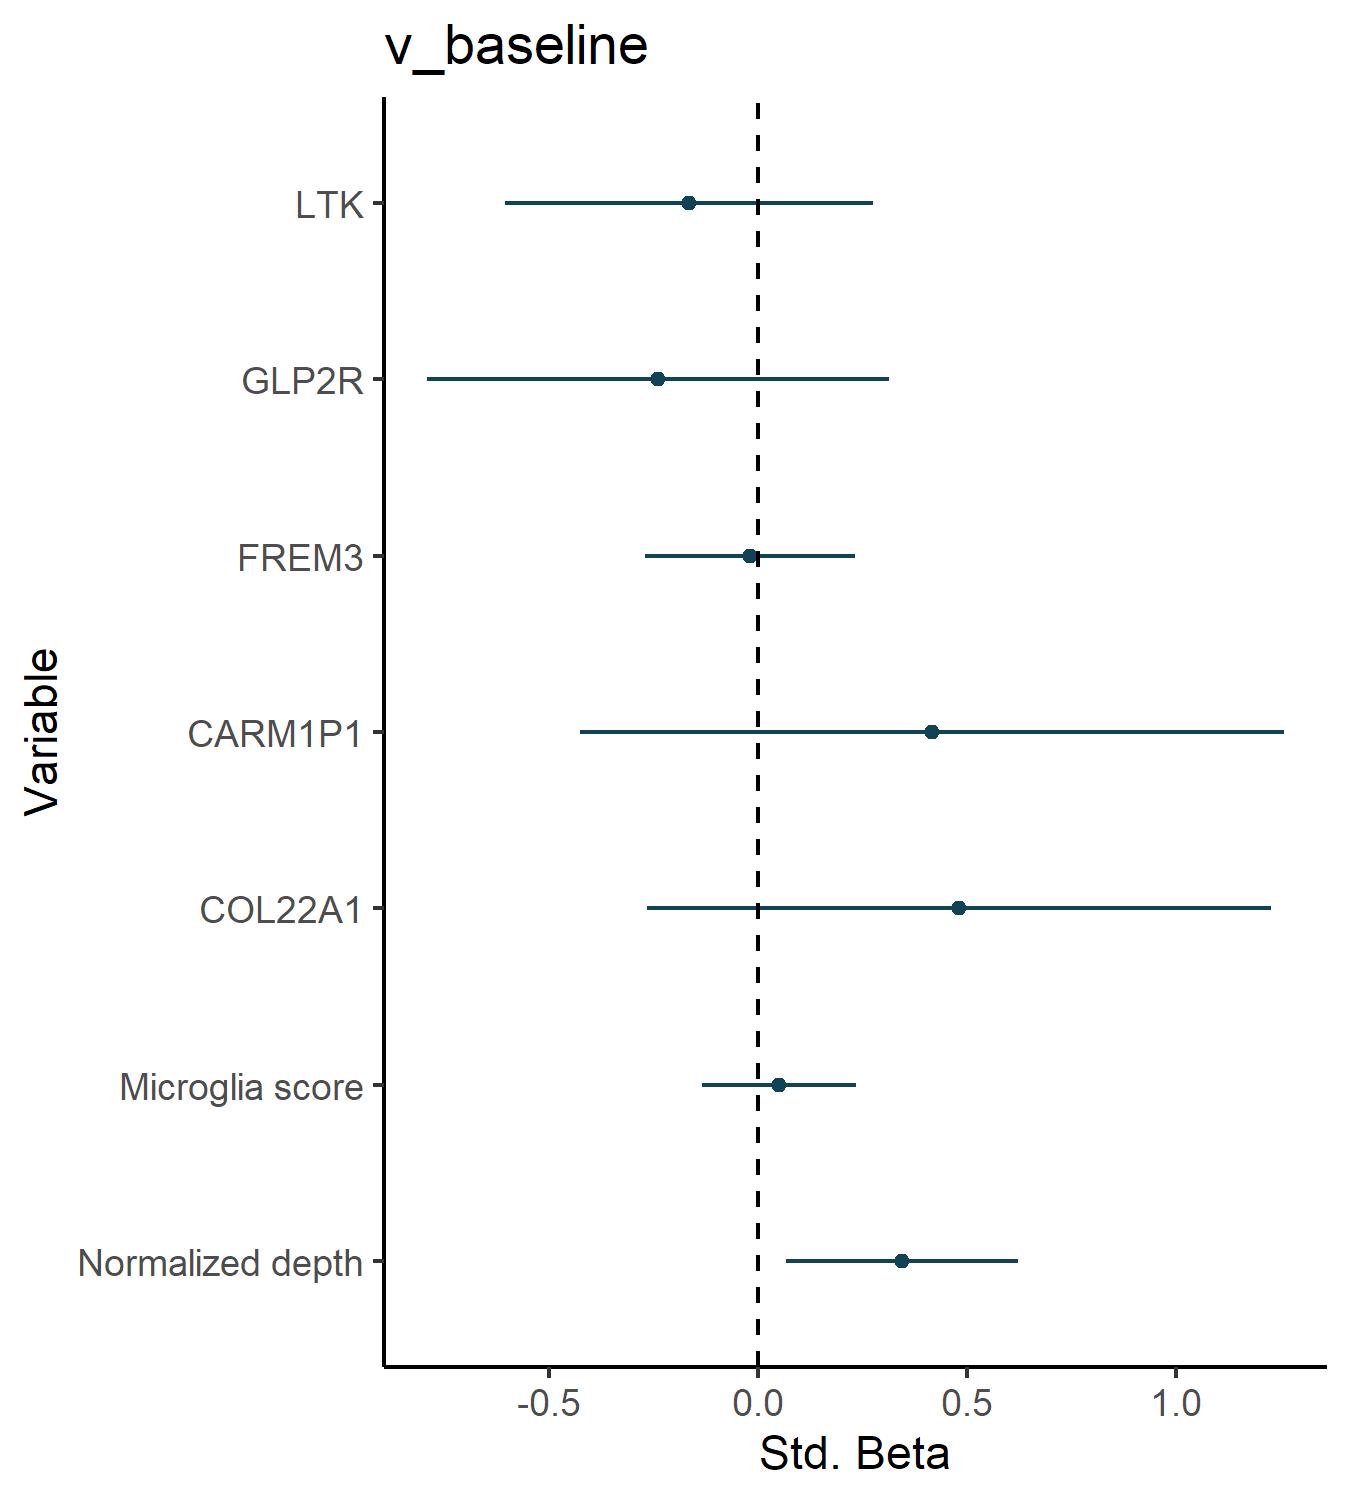 v_baseline
LTK
GLP2R
FREM3
CARM1P1
COL22A1
Microglia score
Normalized depth
Variable
-0.5 0.0 0.5 1.0
Std. Beta